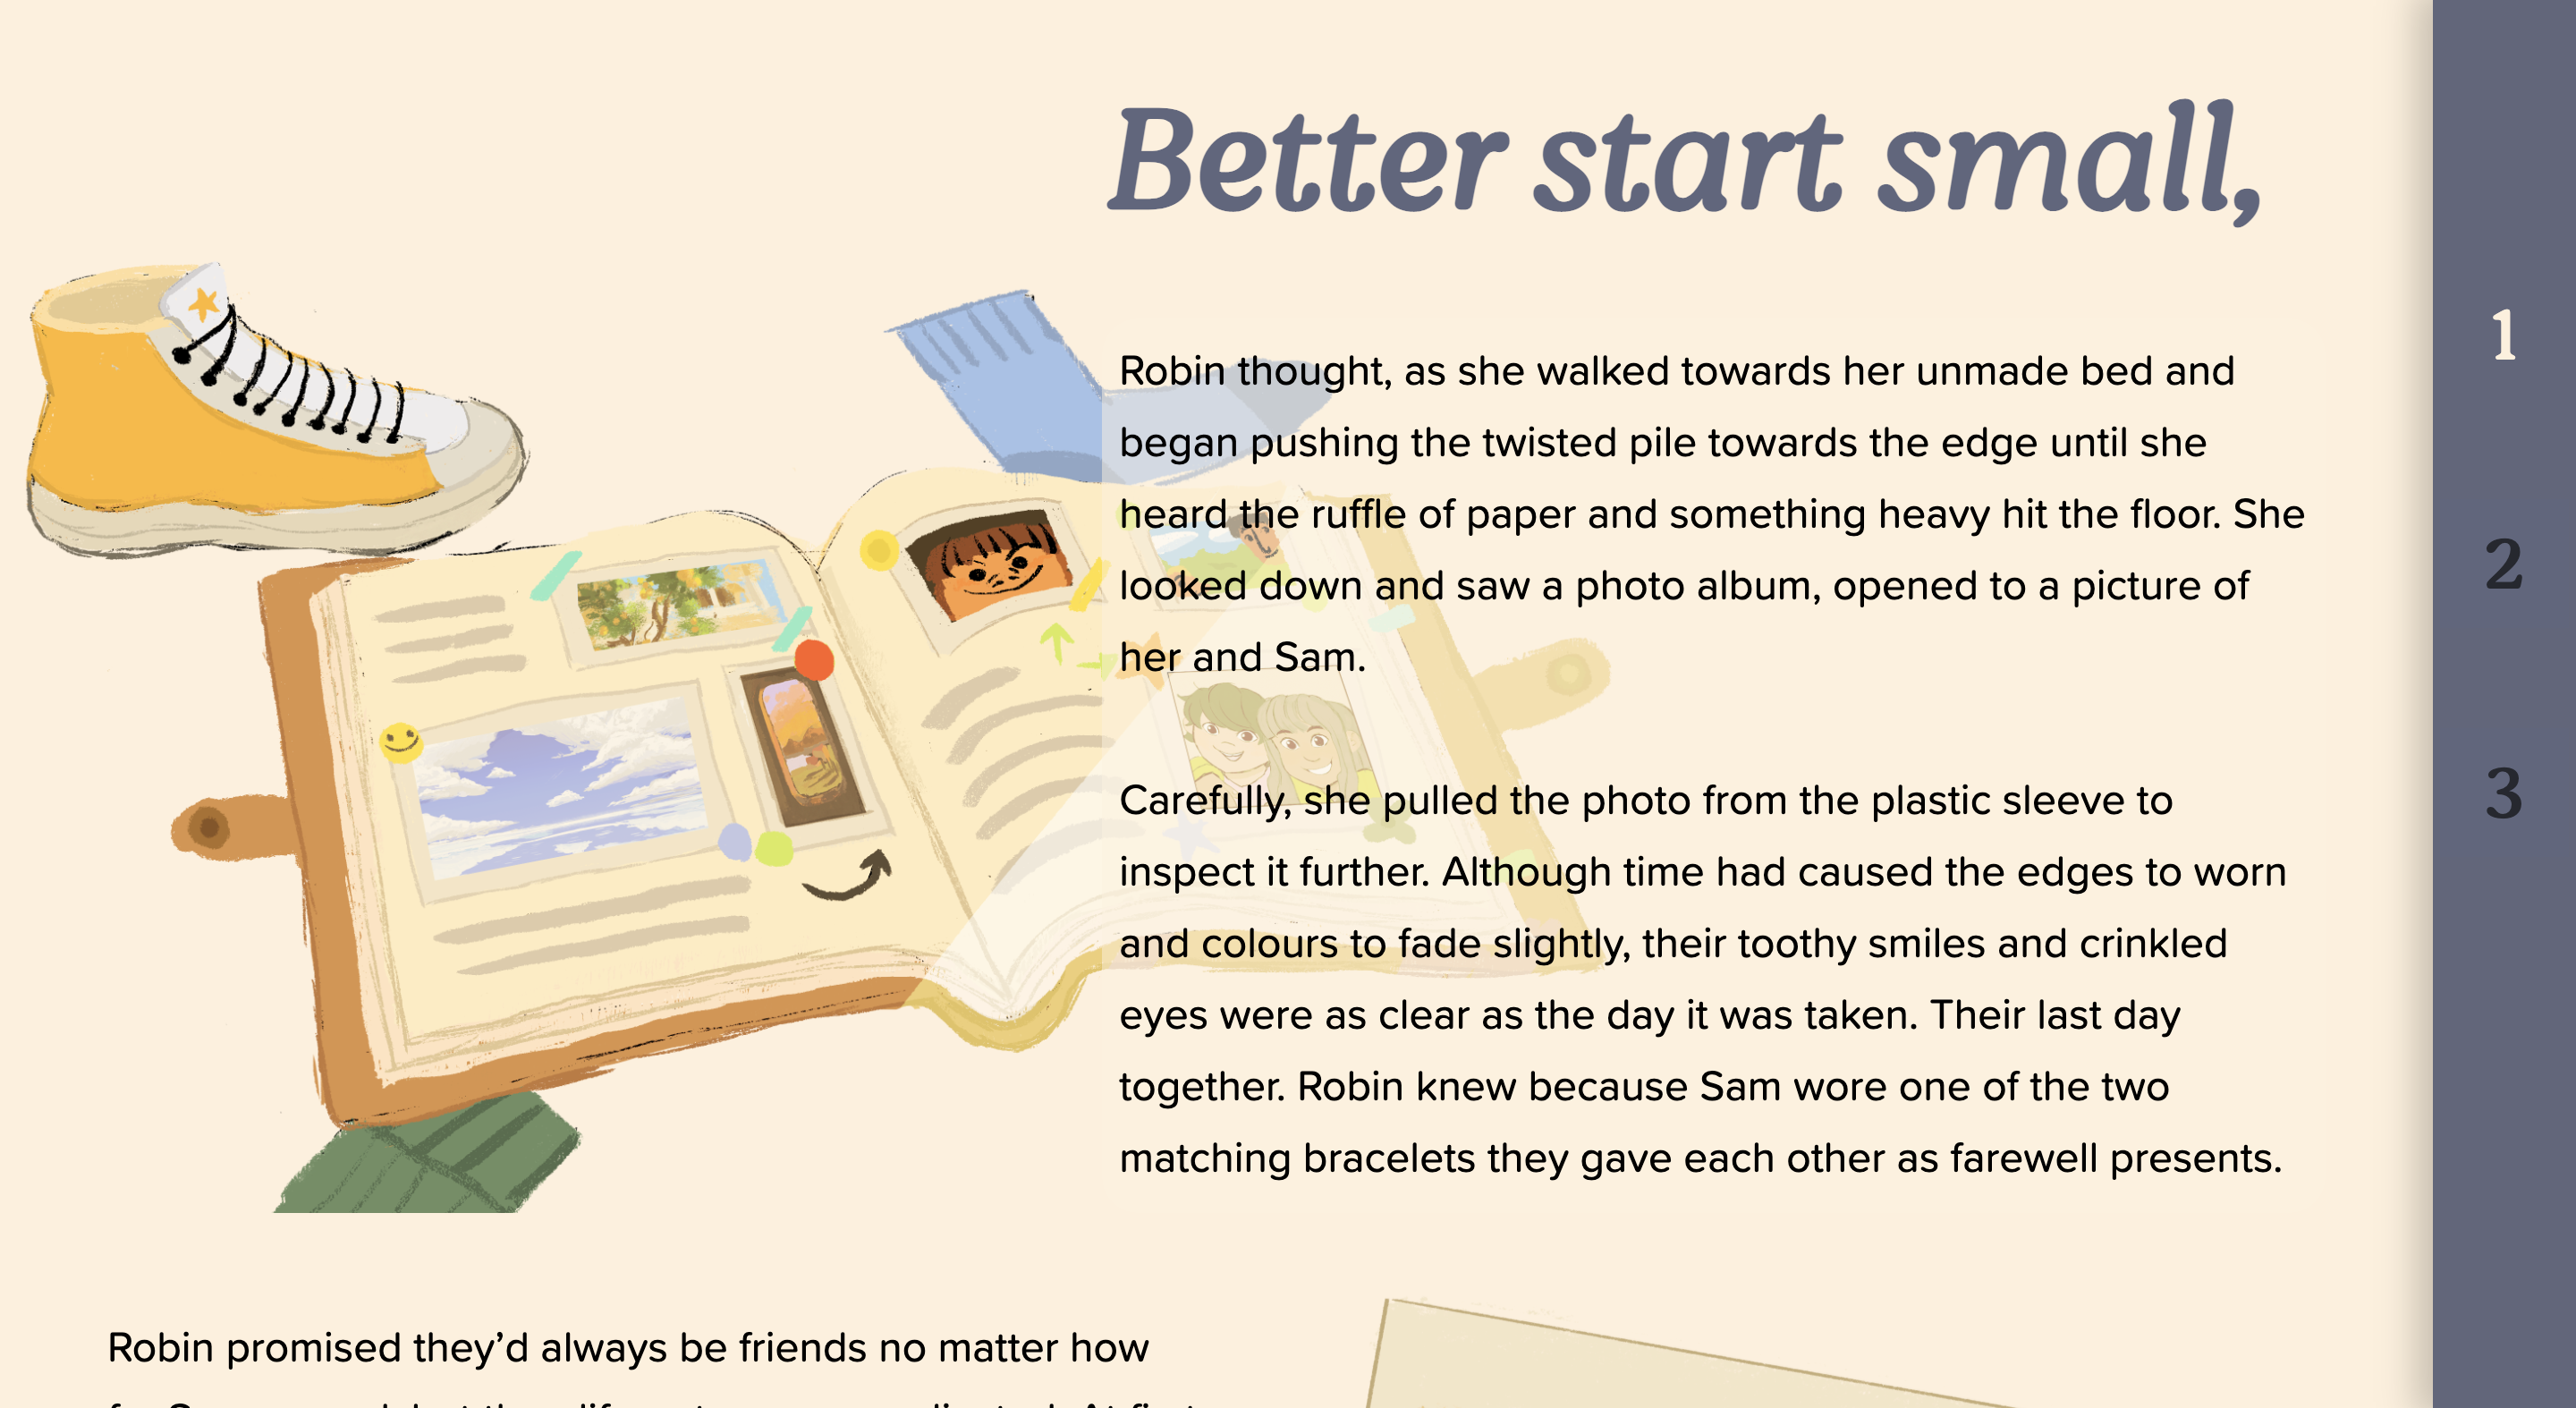 Better start small,
Robin thought, as she walked towards her unmade bed and
began pushing the twisted pile towards the edge until she
heard the ruffle of paper and something heavy hit the floor. She
looked down and saw a photo album, opened to a picture of
her and Sam.
Carefully, she pulled the photo from the plastic sleeve to
inspect it further. Although time had caused the edges to worn
and colours to fade slightly, their toothy smiles and crinkled
eyes were as clear as the day it was taken. Their last day
together. Robin knew because Sam wore one of the two
matching bracelets they gave each other as farewell presents.
Robin promised they’d always be friends no matter how
1
2
3